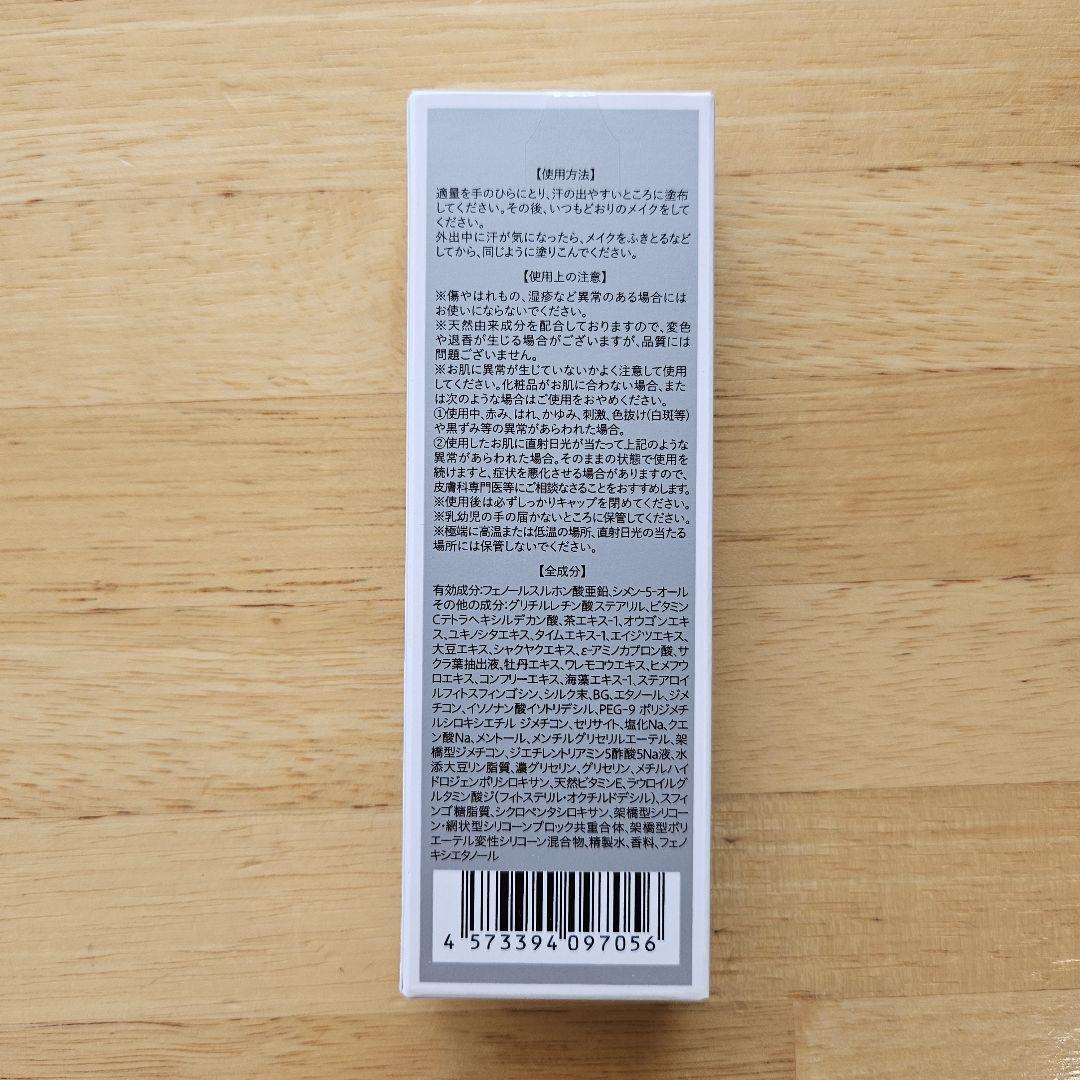 【使用方法】
適量を手のひらにとり、汗の出やすいところに塗布
してください。その後、いつもどおりのメイクをして
ください。
外出中に汗が気になったら、メイクをふきとるなど
してから、同じように塗りこんでください。
【使用上の注意】
※傷やはれもの、湿疹など異常のある場合には
お使いにならないでください。
※天然由来成分を配合しておりますので、変色
や退香が生じる場合がございますが、品質には
問題ございません。
※お肌に異常が生じていないかよく注意して使用
してください。化粧品がお肌に合わない場合、また
は次のような場合はご使用をおやめください。
①使用中、赤み、はれ、かゆみ、刺激、色抜け(白斑等)
や黒ずみ等の異常があらわれた場合。
②使用したお肌に直射日光が当たって上記のような
異常があらわれた場合。そのままの状態で使用を
続けますと、症状を悪化させる場合がありますので、
皮膚科専門医等にご相談なさることをおすすめします。
※使用後は必ずしっかりキャップを閉めてください。
※乳幼児の手の届かないところに保管してください。
※極端に高温または低温の場所、直射日光の当たる
場所には保管しないでください。
【全成分】
有効成分:フェノールスルホン酸亜鉛、シメン-5-オール
その他の成分:グリチルレチン酸ステアリル、ビタミン
Cテトラヘキシルデカン酸、茶エキス-1、オウゴンエキ
ス、ユキノシタエキス、タイムエキス-1、エイジツエキス、
大豆エキス、シャクヤクエキス、ε-アミノカプロン酸、サ
クラ葉抽出液、牡丹エキス、ワレモコウエキス、ヒメフウ
ロエキス、コンフリーエキス、海藻エキス-1、ステアロイ
ルフィトスフィンゴシン、シルク末、BG、エタノール、ジメ
チコン、イソノナン酸イソトリデシル、PEG-9 ポリジメチ
ルシロキシエチル ジメチコン、セリサイト、塩化Na、クエ
ン酸Na、メントール、メンチルグリセリルエーテル、架
橋型ジメチコン、ジエチレントリアミン5酢酸5Na液、水
添大豆リン脂質、濃グリセリン、グリセリン、メチルハイ
ドロジェンポリシロキサン、天然ビタミンE、ラウロイルグ
ルタミン酸ジ(フィトステリル・オクチルドデシル)、スフィ
ンゴ糖脂質、シクロペンタシロキサン、架橋型シリコー
ン・網状型シリコーンブロック共重合体、架橋型ポリ
エーテル変性シリコーン混合物、精製水、香料、フェノ
キシエタノール
4 573394 097056